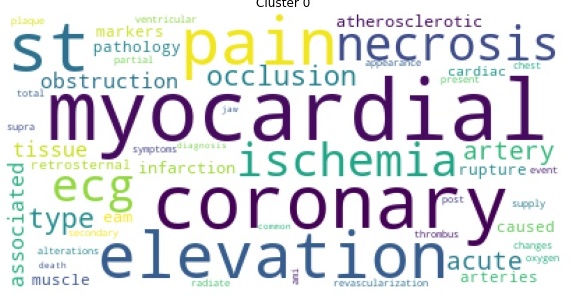 Cluster 0
plaque
ventricular
atherosclerotic
st
markers
pathology
partial
pain
necrosis
appearance
cardiac
chest
obstruction
occlusion
present
total
myocardial
jaw
supra
tissue
symptoms
diagnosis
ischemia
artery
retrosternal
infarction
rupture
event
associated
ecg
coronary
type
eam
post
supply
caused
secondary
common
thrombus
changes
alterations
elevation
acute
oxygen
death
muscle
radiate
ami
revascularization
arteries